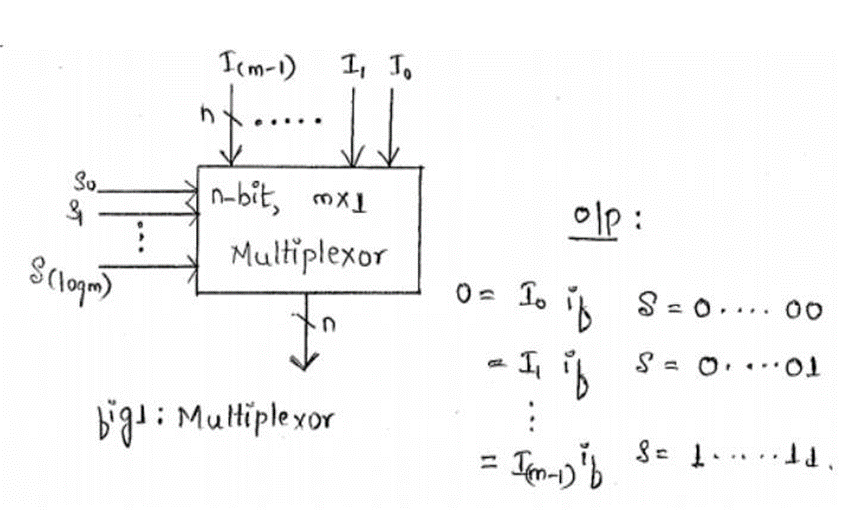 I(m-1) I₁ I₀
n
S0
S1
S(logm)
n-bit, m×1
Multiplexor
n
fig1: Multiplexor
o/p :
O = I₀ if S = 0.....00
= I₁ if S = 0.....01
= I(m-1) if S = 1.....11.